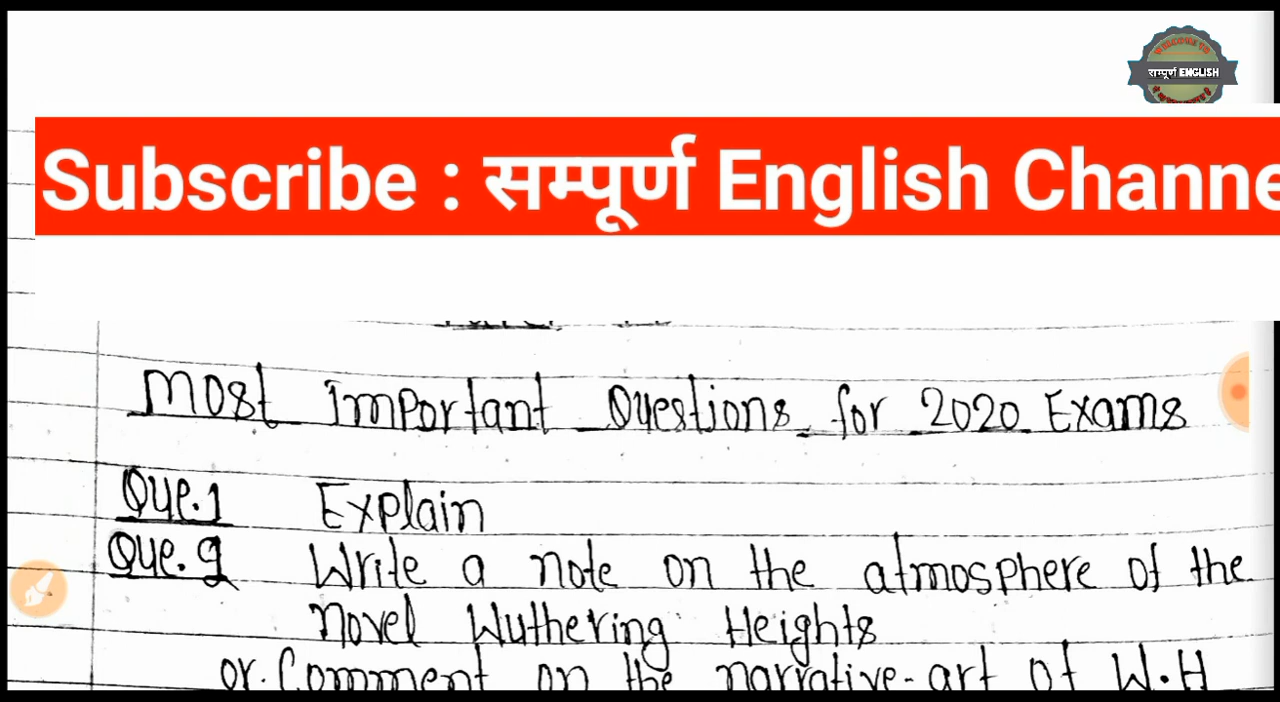 सम्पूर्ण ENGLISH
Subscribe : सम्पूर्ण English Channe
Most Important Questions for 2020 Exams
Que.1 Explain
Que.2 Write a note on the atmosphere of the
Novel Wuthering Heights
or. Comment on the narrative-art of W.H